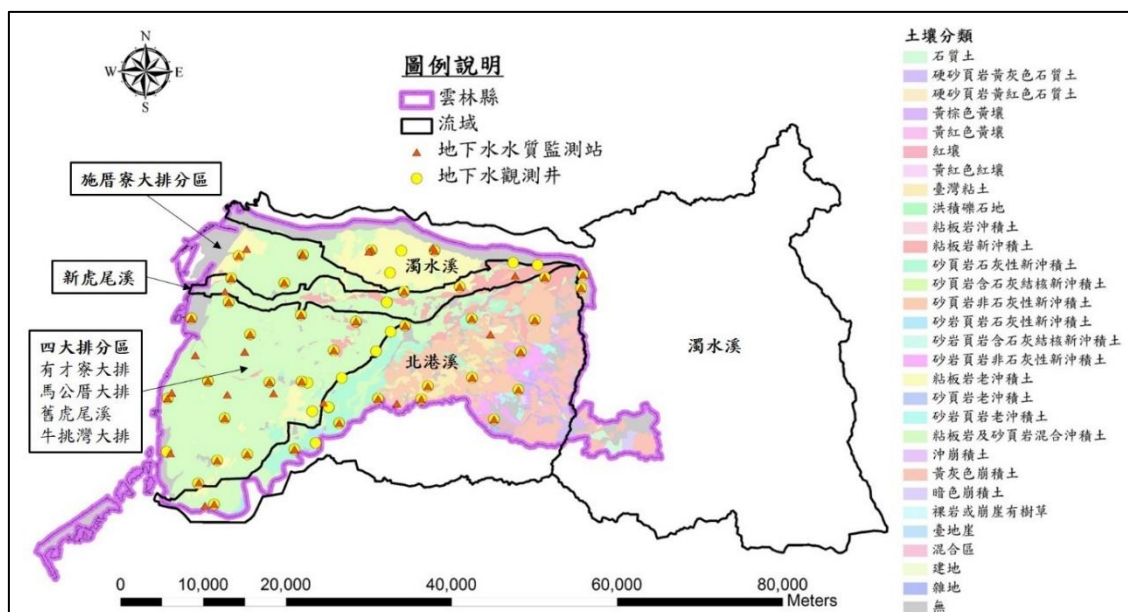 N
W
E
S
圖例說明
雲林縣
流域
地下水水質監測站
地下水觀測井
施厝寮大排分區
新虎尾溪
四大排分區
有才寮大排
馬公厝大排
舊虎尾溪
牛挑灣大排
濁水溪
北港溪
濁水溪
0
10,000
20,000
40,000
60,000
80,000
Meters
土壤分類
石質土
硬砂頁岩黃灰色石質土
硬砂頁岩黃紅色石質土
黃棕色黃壤
黃紅色黃壤
紅壤
黃紅色紅壤
臺灣粘土
洪積礫石地
粘板岩沖積土
粘板岩新沖積土
砂頁岩石灰性新沖積土
砂頁岩含石灰結核新沖積土
砂頁岩非石灰性新沖積土
砂岩頁岩石灰性新沖積土
砂岩頁岩含石灰結核新沖積土
砂岩頁岩非石灰性新沖積土
粘板岩老沖積土
砂頁岩老沖積土
砂岩頁岩老沖積土
粘板岩及砂頁岩混合沖積土
沖崩積土
黃灰色崩積土
暗色崩積土
裸岩或崩崖有樹草
臺地崖
混合區
建地
雜地
無